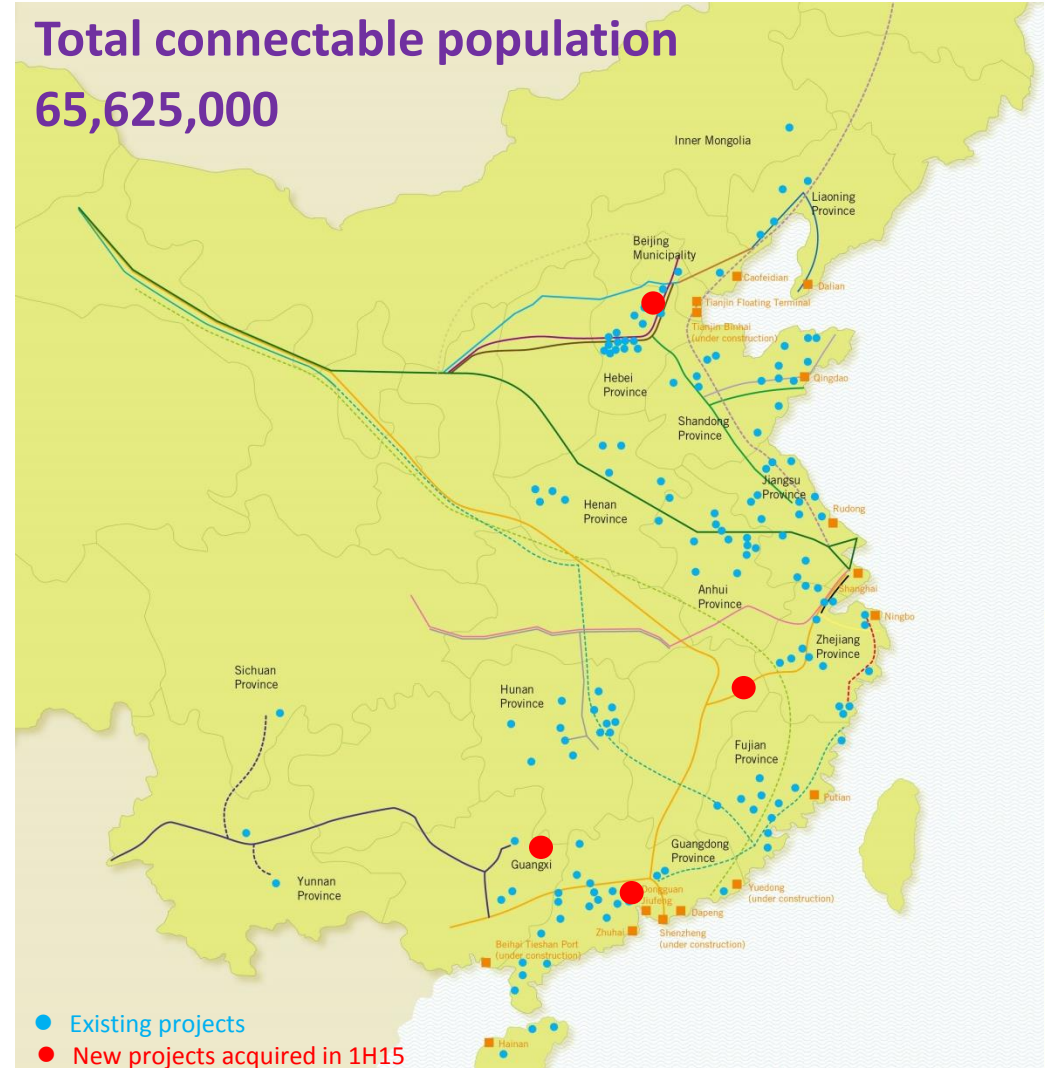 Total connectable population
65,625,000
Inner Mongolia
Liaoning
Province
Beijing
Municipality
Caofeidian
Dalian
Tianjin Floating Terminal
Tianjin Binhai
(under construction)
Hebei
Province
Qingdao
Shandong
Province
Jiangsu
Province
Henan
Province
Rudong
Anhui
Province
Shanghai
Ningbo
Zhejiang
Province
Sichuan
Province
Hunan
Province
Fujian
Province
Putian
Guangdong
Province
Guangxi
Yunnan
Province
Dongguan
Jiufeng
Yuedong
(under construction)
Dapeng
Zhuhai
Shenzheng
(under construction)
Beihai Tieshan Port
(under construction)
Hainan
Existing projects
New projects acquired in 1H15